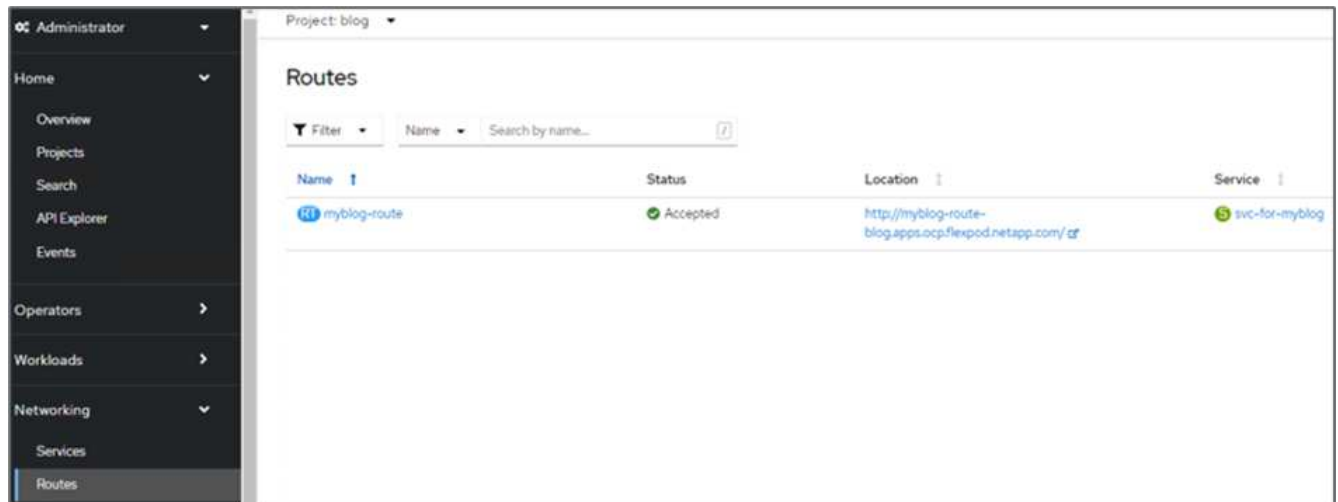 Administrator
Project: blog
Home
Overview
Projects
Search
API Explorer
Events
Operators
Workloads
Networking
Services
Routes
Routes
Filter
Name
Search by name...
/
Name Status Location Service
RT myblog-route Accepted http://myblog-route- S svc-for-myblog
blog.apps.ocp.flexpod.netapp.com/